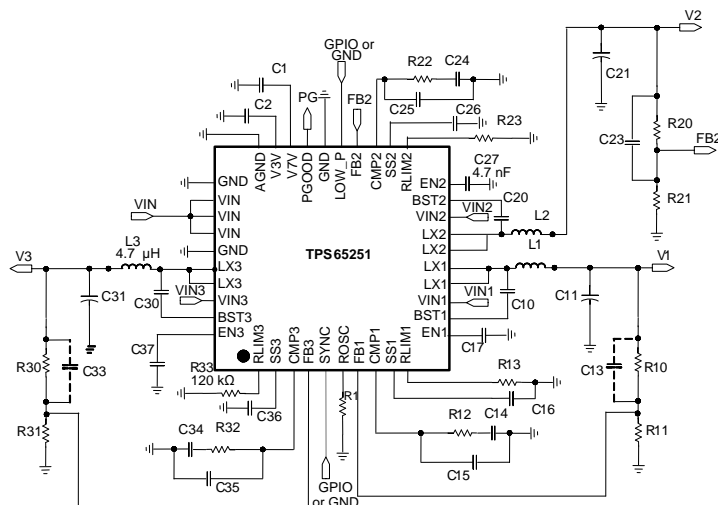 GPIO or
GND
V2
C1
R22
C24
C21
C2
PG
FB2
C25
C26
R23
C23
R20
FB2
R21
AGND
V3V
V7V
PGOOD
GND
LOW_P
FB2
CMP2
SS2
RLIM2
C27
4.7 nF
GND
EN2
BST2
C20
VIN
VIN
VIN
VIN
VIN2
VIN2
L2
LX2
GND
LX2
L1
TPS65251
L3
4.7 µH
V3
V1
LX3
LX1
LX3
LX1
C31
C30
VIN3
VIN3
VIN1
VIN1
C10
C11
BST3
BST1
EN3
EN1
C17
C37
RLIM3
SS3
CMP3
FB3
SYNC
ROSC
FB1
CMP1
SS1
RLIM1
R30
C33
R33
120 kΩ
R1
R13
C13
R10
C36
C16
R31
C34
R32
R12
C14
R11
C35
C15
GPIO
or GND